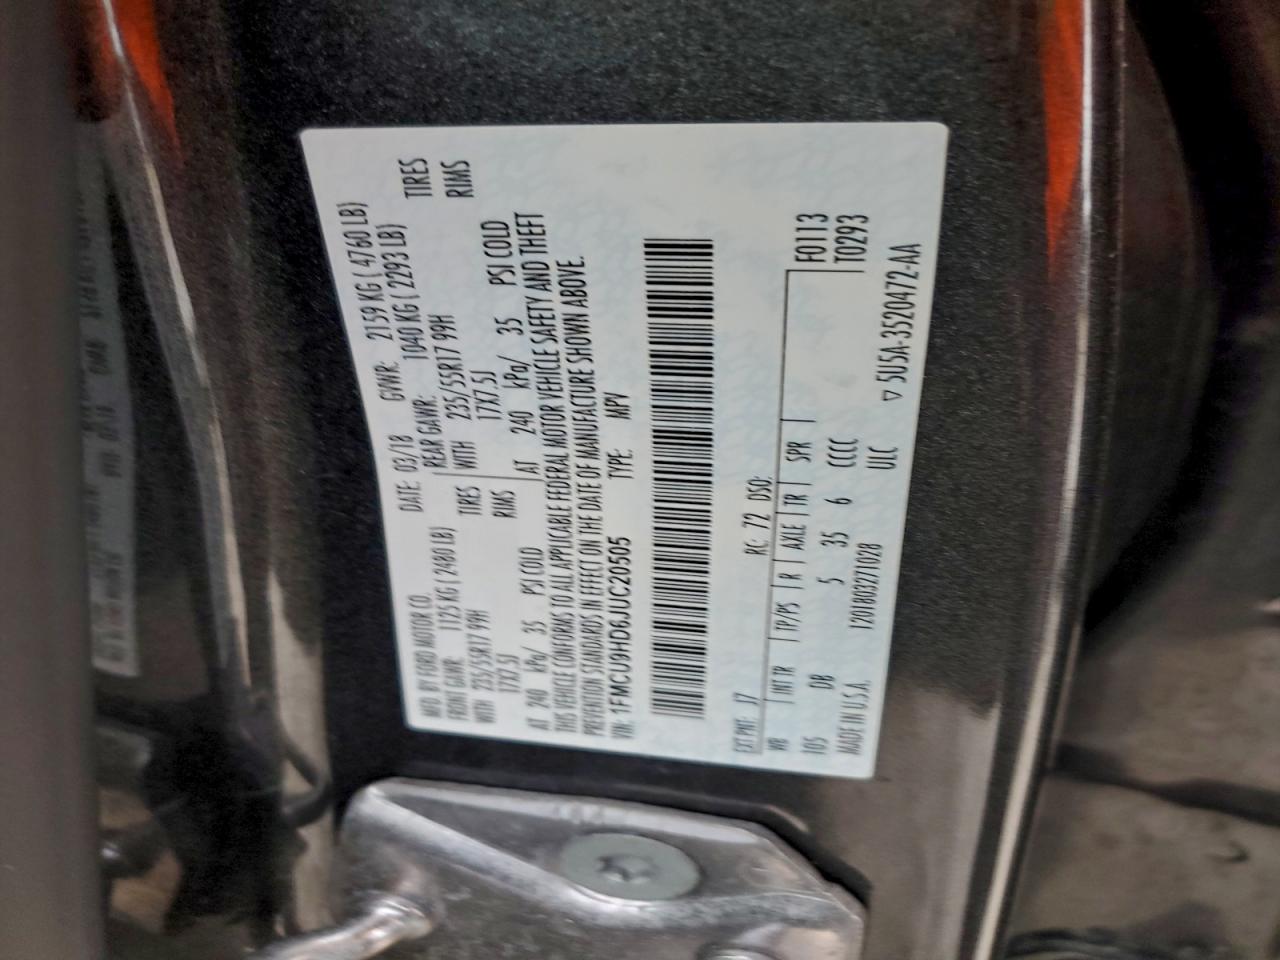 MFD. BY FORD MOTOR CO.
DATE: 03/18 GVWR: 2159 KG ( 4760 LB)
FRONT GAWR: 1125 KG ( 2480 LB) REAR GAWR: 1040 KG ( 2293 LB)
WITH 235/55R17 99H TIRES WITH 235/55R17 99H TIRES
17X7.5J RIMS 17X7.5J RIMS
AT 240 kPa/ 35 PSI COLD AT 240 kPa/ 35 PSI COLD
THIS VEHICLE CONFORMS TO ALL APPLICABLE FEDERAL MOTOR VEHICLE SAFETY AND THEFT
PREVENTION STANDARDS IN EFFECT ON THE DATE OF MANUFACTURE SHOWN ABOVE.
VIN: 1FMCU9HD6JUC20505 TYPE: MPV
EXT PNT: J7 RC: 72 DSO: F0113
WB INT TR TP/PS R AXLE TR SPR T0293
105 DB 5 35 6 CCCC
MADE IN U.S.A. 120180327T028 ULC ▽ 5U5A-3520472-AA